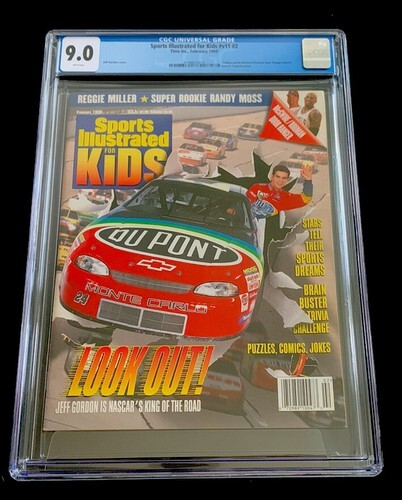 CGC UNIVERSAL GRADE
9.0
Sports Illustrated for Kids #v11 #2
Time Inc., February 1999
REGGIE MILLER ★ SUPER ROOKIE RANDY MOSS
February 1999
Sports
Illustrated
FOR
KiDS
DU PONT
MONTE CARLO
24
STARS
TELL
THEIR
SPORTS
DREAMS
BRAIN
BUSTER
TRIVIA
CHALLENGE
PUZZLES, COMICS, JOKES
LOOK OUT!
JEFF GORDON IS NASCAR'S KING OF THE ROAD